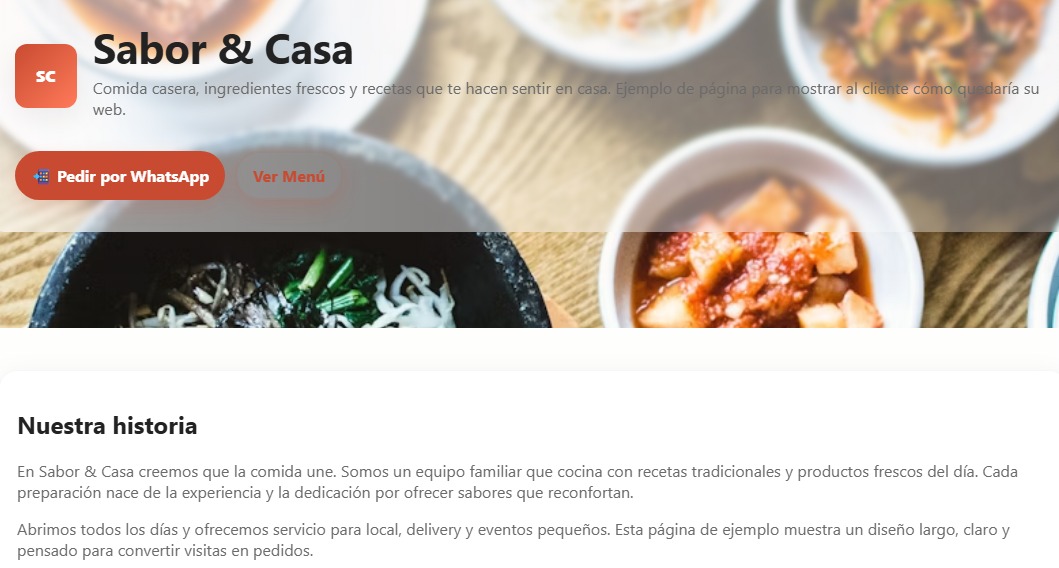 SC
Sabor & Casa
Comida casera, ingredientes frescos y recetas que te hacen sentir en casa. Ejemplo de página para mostrar al cliente cómo quedaría su
web.
📲 Pedir por WhatsApp
Ver Menú
Nuestra historia
En Sabor & Casa creemos que la comida une. Somos un equipo familiar que cocina con recetas tradicionales y productos frescos del día. Cada
preparación nace de la experiencia y la dedicación por ofrecer sabores que reconfortan.
Abrimos todos los días y ofrecemos servicio para local, delivery y eventos pequeños. Esta página de ejemplo muestra un diseño largo, claro y
pensado para convertir visitas en pedidos.